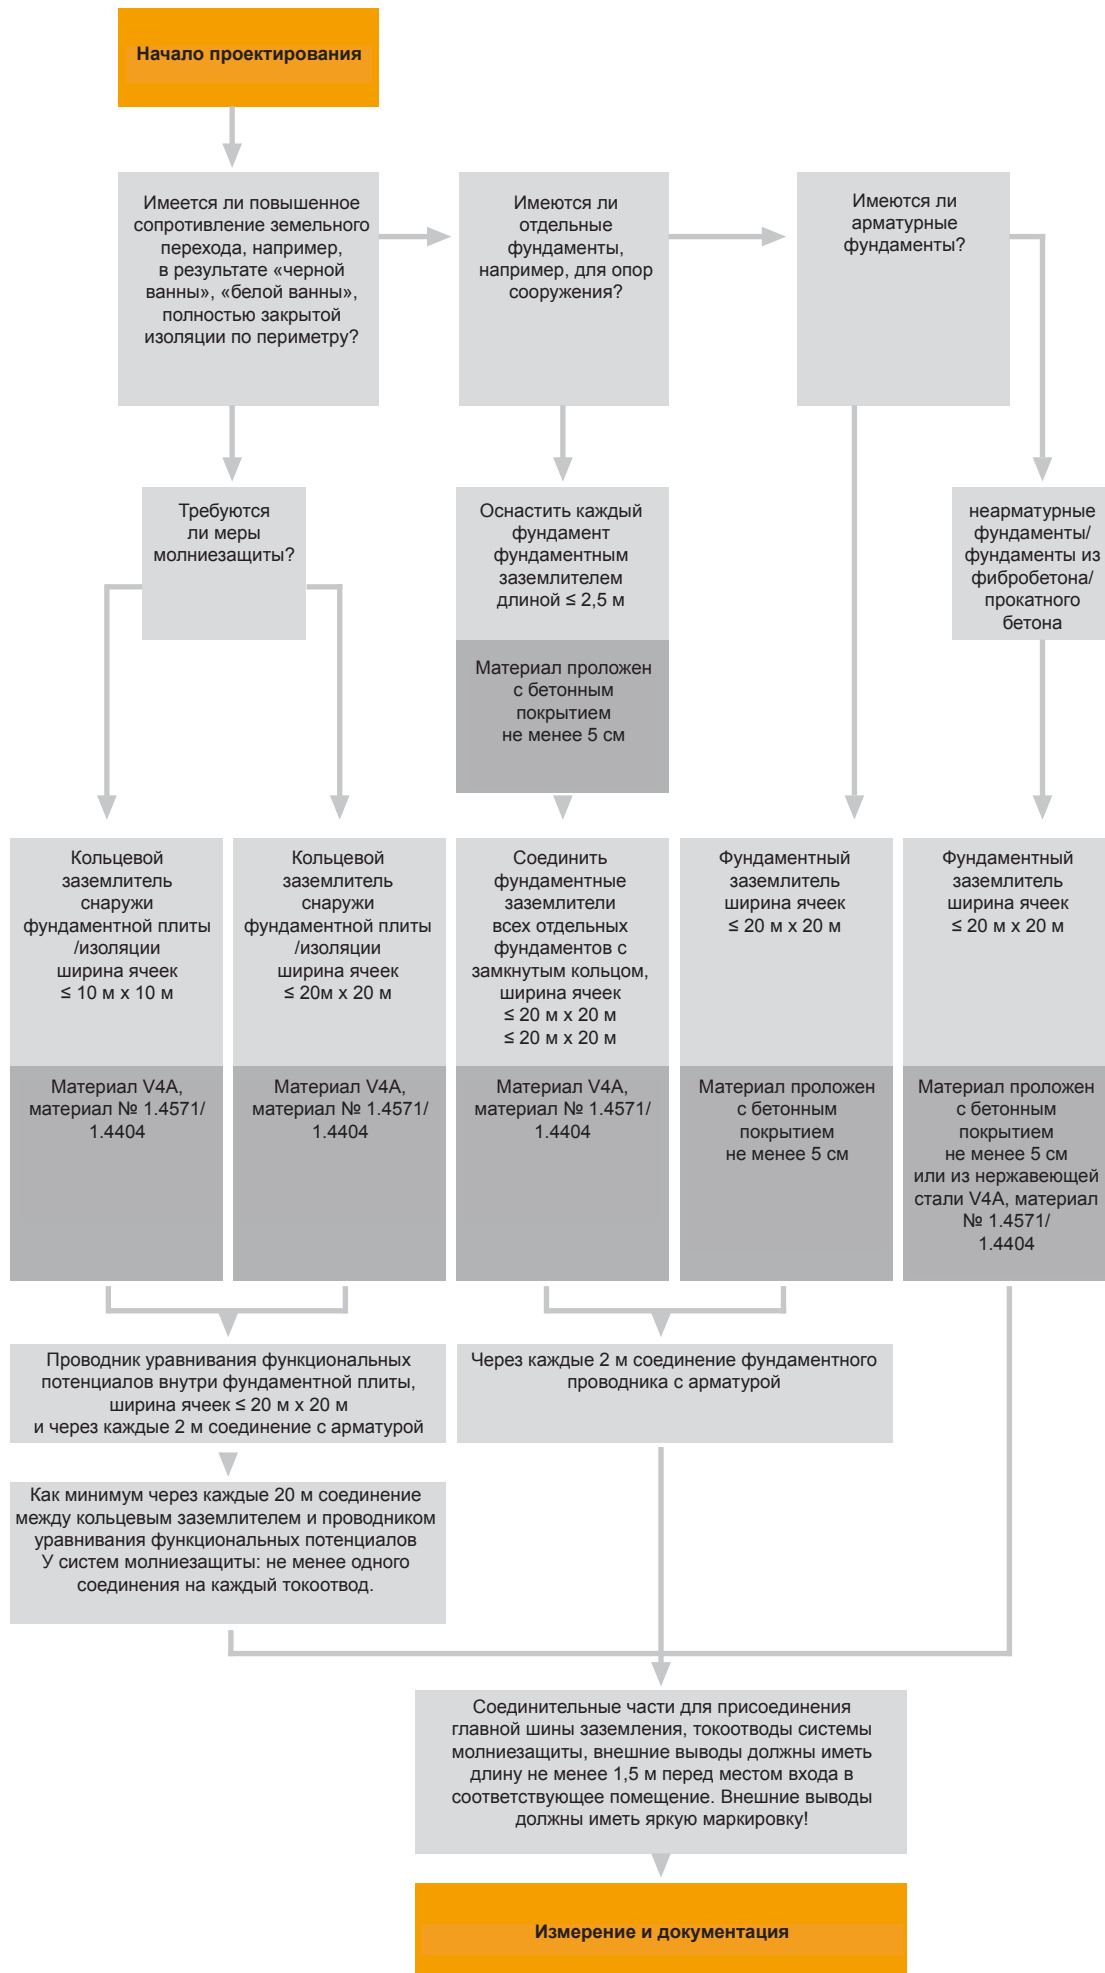 Начало проектирования
Имеется ли повышенное
сопротивление земельного
перехода, например,
в результате «черной
ванны», «белой ванны»,
полностью закрытой
изоляции по периметру?
Имеются ли
отдельные
фундаменты,
например, для опор
сооружения?
Имеются ли
арматурные
фундаменты?
Требуются
ли меры
молниезащиты?
Оснастить каждый
фундамент
фундаментным
заземлителем
длиной ≤ 2,5 м
Материал проложен
с бетонным
покрытием
не менее 5 см
неарматурные
фундаменты/
фундаменты из
фибробетона/
прокатного
бетона
Кольцевой
заземлитель
снаружи
фундаментной плиты
/изоляции
ширина ячеек
≤ 10 м x 10 м
Кольцевой
заземлитель
снаружи
фундаментной плиты
/изоляции
ширина ячеек
≤ 20м x 20 м
Соединить
фундаментные
заземлители
всех отдельных
фундаментов с
замкнутым кольцом,
ширина ячеек
≤ 20 м x 20 м
≤ 20 м x 20 м
Фундаментный
заземлитель
ширина ячеек
≤ 20 м x 20 м
Фундаментный
заземлитель
ширина ячеек
≤ 20 м x 20 м
Материал V4A,
материал № 1.4571/
1.4404
Материал V4A,
материал № 1.4571/
1.4404
Материал V4A,
материал № 1.4571/
1.4404
Материал проложен
с бетонным
покрытием
не менее 5 см
Материал проложен
с бетонным
покрытием
не менее 5 см
или из нержавеющей
стали V4A, материал
№ 1.4571/
1.4404
Проводник уравнивания функциональных
потенциалов внутри фундаментной плиты,
ширина ячеек ≤ 20 м x 20 м
и через каждые 2 м соединение с арматурой
Через каждые 2 м соединение фундаментного
проводника с арматурой
Как минимум через каждые 20 м соединение
между кольцевым заземлителем и проводником
уравнивания функциональных потенциалов
У систем молниезащиты: не менее одного
соединения на каждый токоотвод.
Соединительные части для присоединения
главной шины заземления, токоотводы системы
молниезащиты, внешние выводы должны иметь
длину не менее 1,5 м перед местом входа в
соответствующее помещение. Внешние выводы
должны иметь яркую маркировку!
Измерение и документация